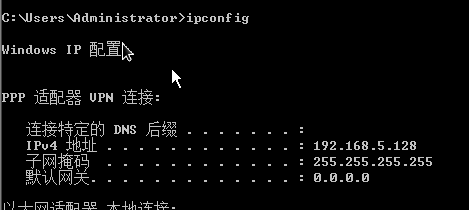 C:\Users\Administrator>ipconfig
Windows IP 配置
PPP 适配器 VPN 连接:
连接特定的 DNS 后缀 . . . . . . . :
IPv4 地址 . . . . . . . . . . . . : 192.168.5.128
子网掩码 . . . . . . . . . . . . : 255.255.255.255
默认网关. . . . . . . . . . . . . : 0.0.0.0
以太网适配器 本地连接: